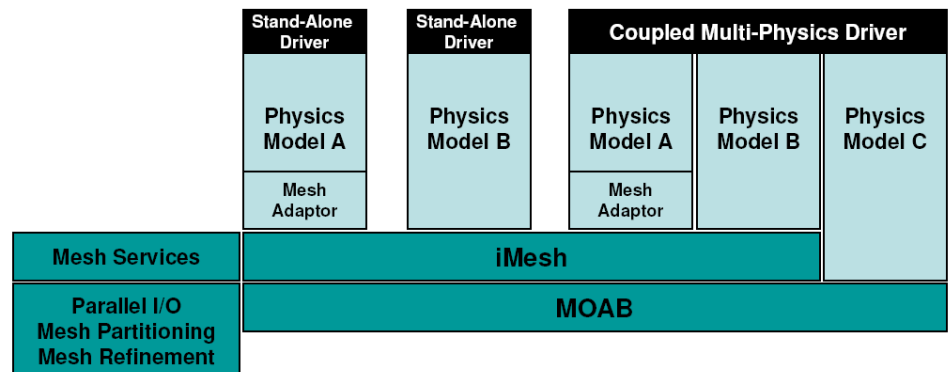 Stand-Alone
Driver
Stand-Alone
Driver
Coupled Multi-Physics Driver
Physics
Model A
Physics
Model B
Physics
Model A
Physics
Model B
Physics
Model C
Mesh
Adaptor
Mesh
Adaptor
Mesh Services
iMesh
Parallel I/O
Mesh Partitioning
Mesh Refinement
MOAB